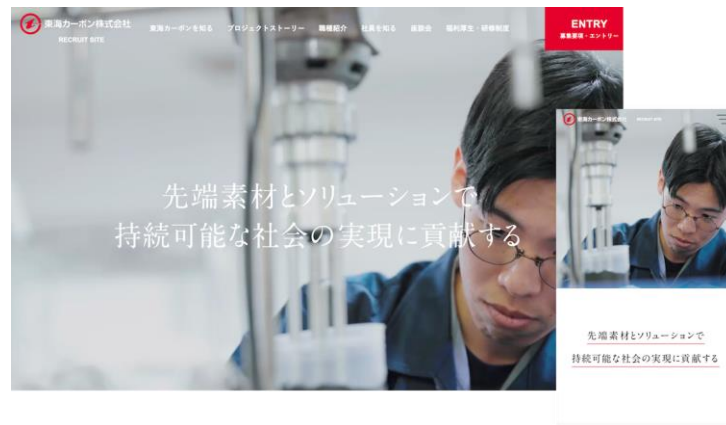 東海カーボン株式会社
RECRUIT SITE
東海カーボンを知る
プロジェクトストーリー
職種紹介
社員を知る
座談会
福利厚生・研修制度
ENTRY
募集要項・エントリー
先端素材とソリューションで
持続可能な社会の実現に貢献する
東海カーボン株式会社
RECRUIT SITE
先端素材とソリューションで
持続可能な社会の実現に貢献する